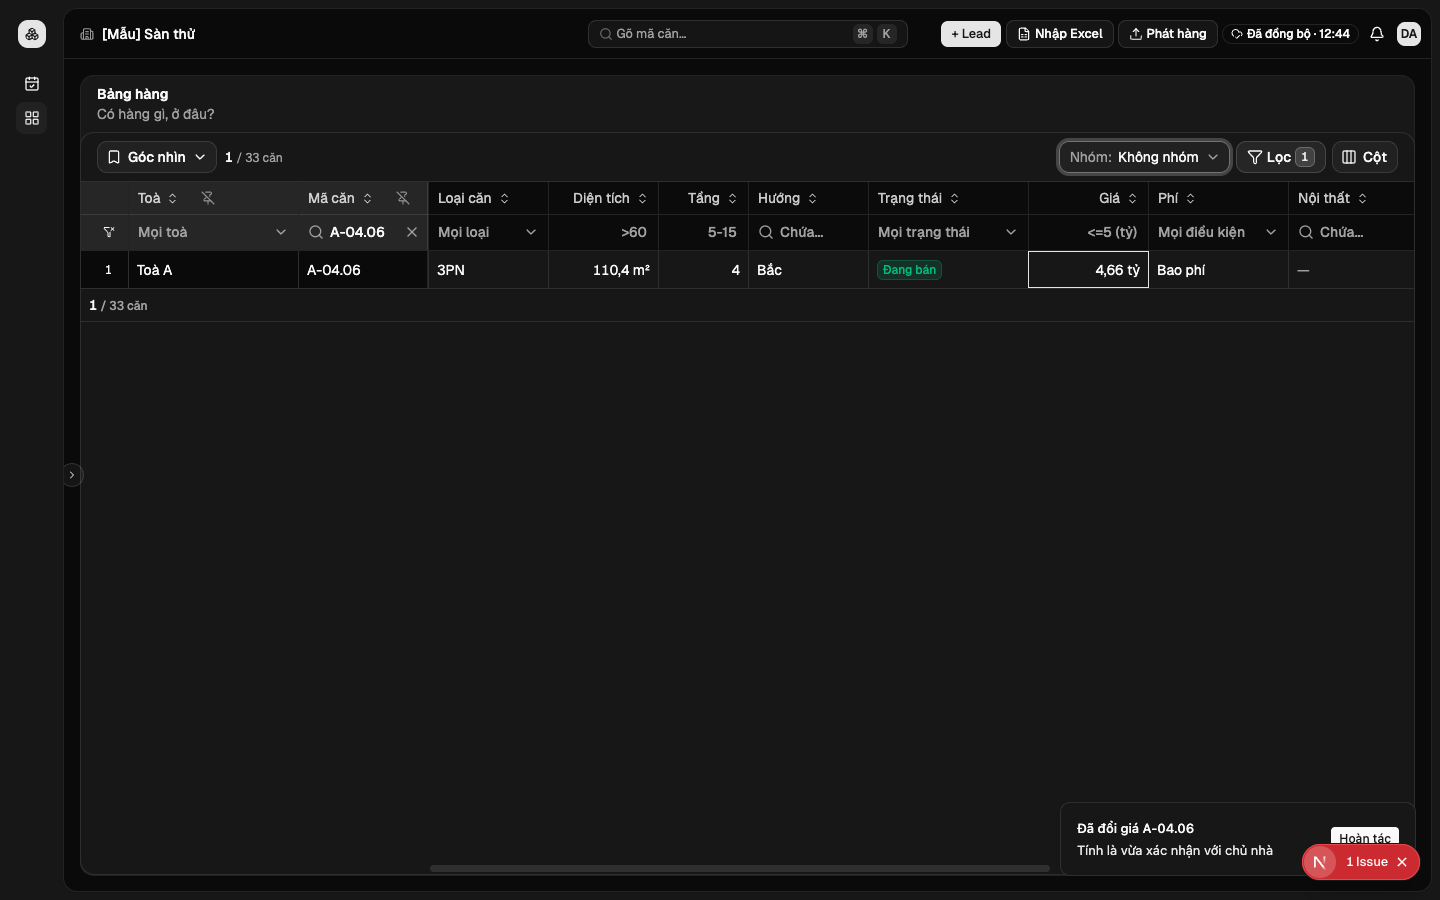 [Mẫu] Sàn thử
Gõ mã căn...
⌘ K
+ Lead
Nhập Excel
Phát hàng
Đã đồng bộ · 12:44
DA
Bảng hàng
Có hàng gì, ở đâu?
Góc nhìn
1 / 33 căn
Nhóm: Không nhóm
Lọc 1
Cột
Toà
Mã căn
Loại căn
Diện tích
Tầng
Hướng
Trạng thái
Giá
Phí
Nội thất
Mọi toà
A-04.06
Mọi loại
>60
5-15
Chứa...
Mọi trạng thái
<=5 (tỷ)
Mọi điều kiện
Chứa...
1
Toà A
A-04.06
3PN
110,4 m²
4
Bắc
Đang bán
4,66 tỷ
Bao phí
—
1 / 33 căn
Đã đổi giá A-04.06
Tính là vừa xác nhận với chủ nhà
Hoàn tác
N
1 Issue